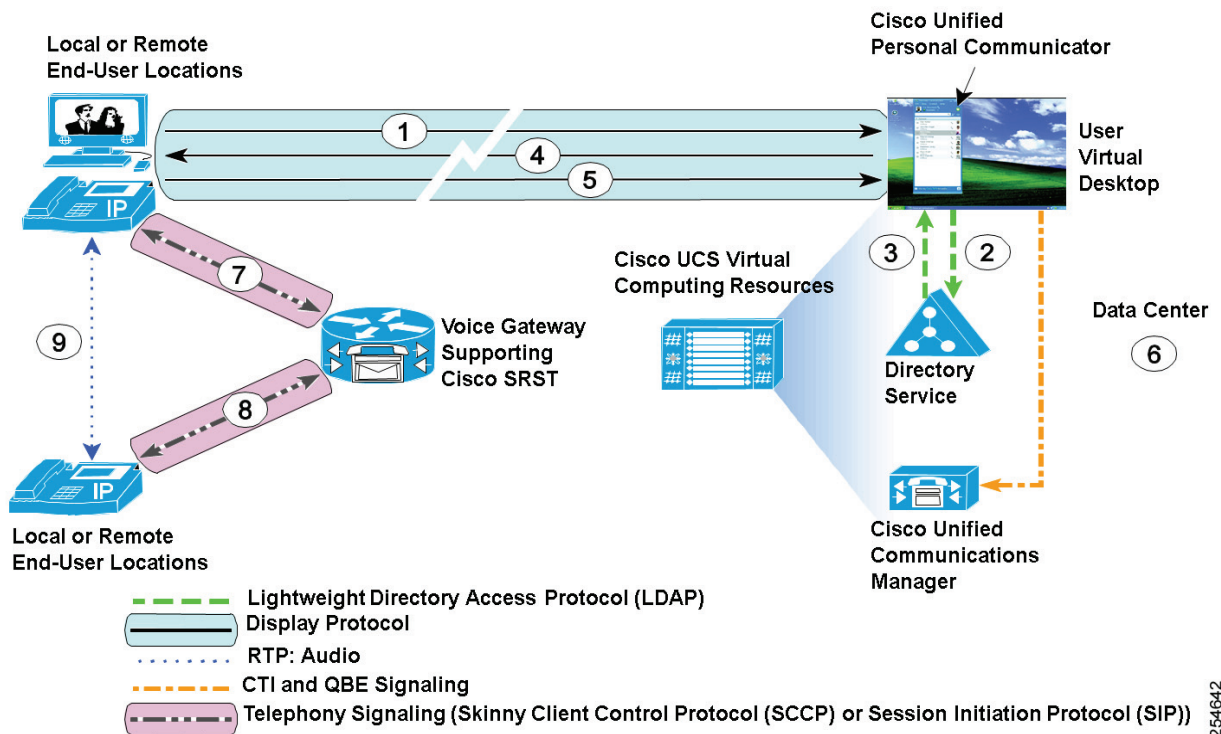 Cisco Unified
Personal Communicator
Local or Remote
End-User Locations
1
4
5
User
Virtual
Desktop
IP
7
3
2
Cisco UCS Virtual
Computing Resources
Data Center
6
9
Voice Gateway
Supporting
Cisco SRST
Directory
Service
8
IP
Local or Remote
End-User Locations
Cisco Unified
Communications
Manager
Lightweight Directory Access Protocol (LDAP)
Display Protocol
RTP: Audio
CTI and QBE Signaling
Telephony Signaling (Skinny Client Control Protocol (SCCP) or Session Initiation Protocol (SIP))
254642